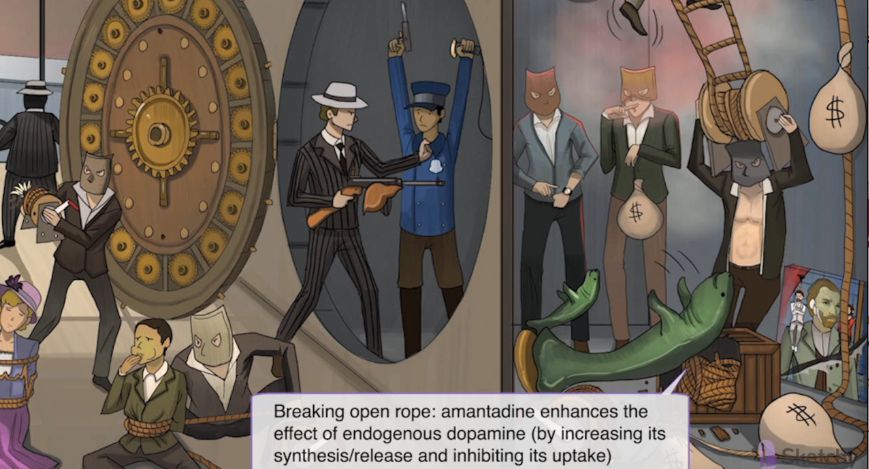 $
$
Breaking open rope: amantadine enhances the
effect of endogenous dopamine (by increasing its
synthesis/release and inhibiting its uptake)